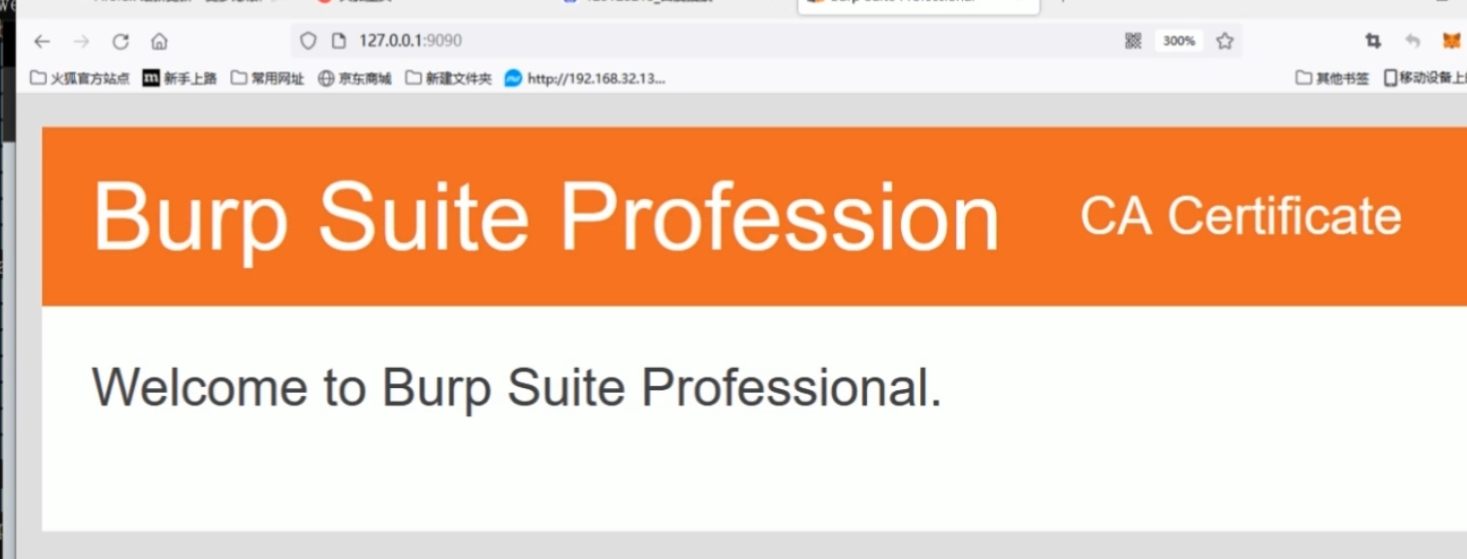 127.0.0.1:9090
300%
火狐官方站点 新手上路 常用网址 京东商城 新建文件夹 http://192.168.32.13...
其他书签 移动设备上
Burp Suite Profession
CA Certificate
Welcome to Burp Suite Professional.